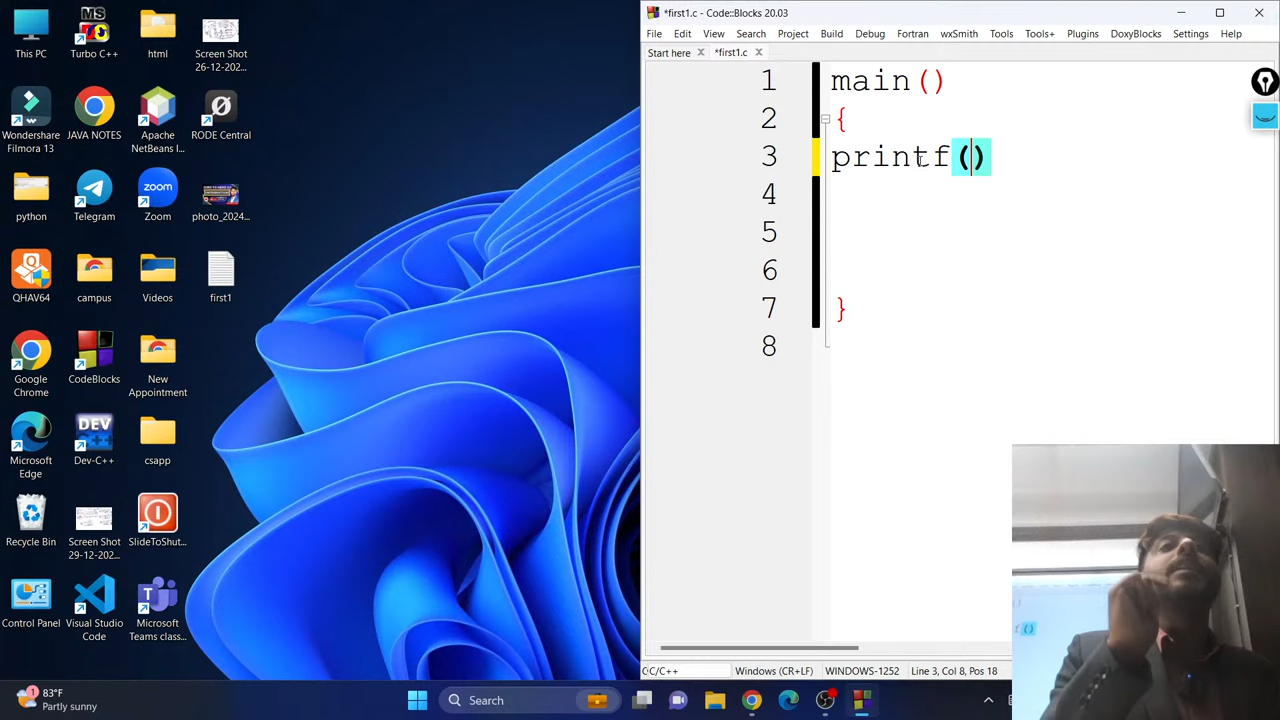 This PC
MS
Turbo C++
html
Screen Shot
26-12-202...
Wondershare
Filmora 13
JAVA NOTES
Apache
NetBeans I...
RODE Central
python
Telegram
zoom
Zoom
photo_2024...
QHAV64
campus
Videos
first1
Google
Chrome
CodeBlocks
New
Appointment
Microsoft
Edge
DEV
Dev-C++
csapp
Recycle Bin
Screen Shot
29-12-202...
SlideToShut...
Control Panel
Visual Studio
Code
Microsoft
Teams class...
*first1.c - Code::Blocks 20.03
File Edit View Search Project Build Debug Fortran wxSmith Tools Tools+ Plugins DoxyBlocks Settings Help
Start here *first1.c
1 main()
2 {
3 printf()
4
5
6
7 }
8
C/C++ Windows (CR+LF) WINDOWS-1252 Line 3, Col 8, Pos 18
1
83°F
Partly sunny
Search